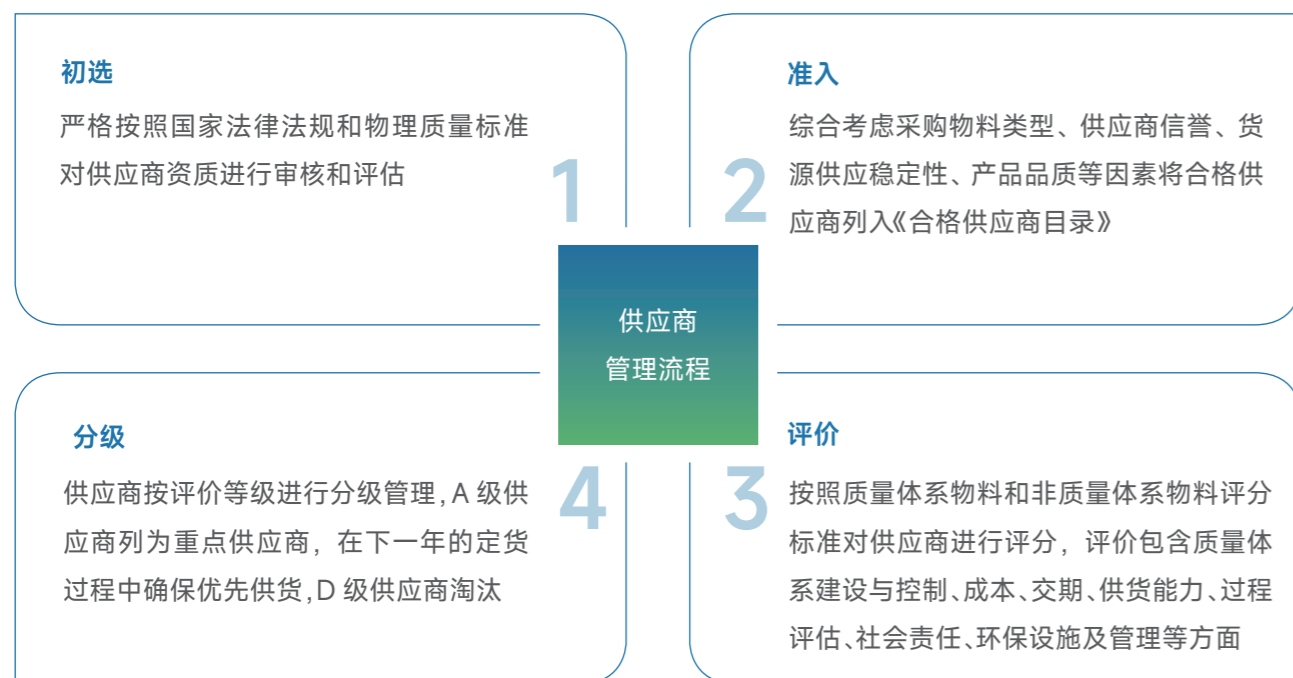 初选
严格按照国家法律法规和物理质量标准
对供应商资质进行审核和评估
1
准入
综合考虑采购物料类型、供应商信誉、货
源供应稳定性、产品品质等因素将合格供
应商列入《合格供应商目录》
2
供应商
管理流程
评价
按照质量体系物料和非质量体系物料评分
标准对供应商进行评分，评价包含质量体
系建设与控制、成本、交期、供货能力、过程
评估、社会责任、环保设施及管理等方面
3
分级
供应商按评价等级进行分级管理，A 级供
应商列为重点供应商，在下一年的定货
过程中确保优先供货，D 级供应商淘汰
4